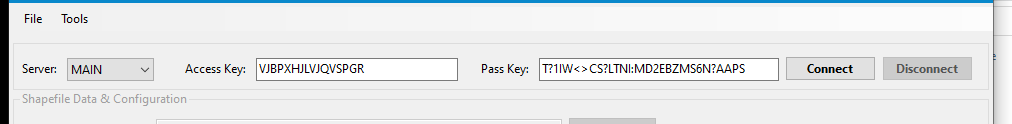 File Tools
Server: MAIN Access Key: VJBPXHJLVJQVSPGR Pass Key: T?1IW<>CS?LTNI:MD2EBZMS6N?AAPS Connect Disconnect
Shapefile Data & Configuration